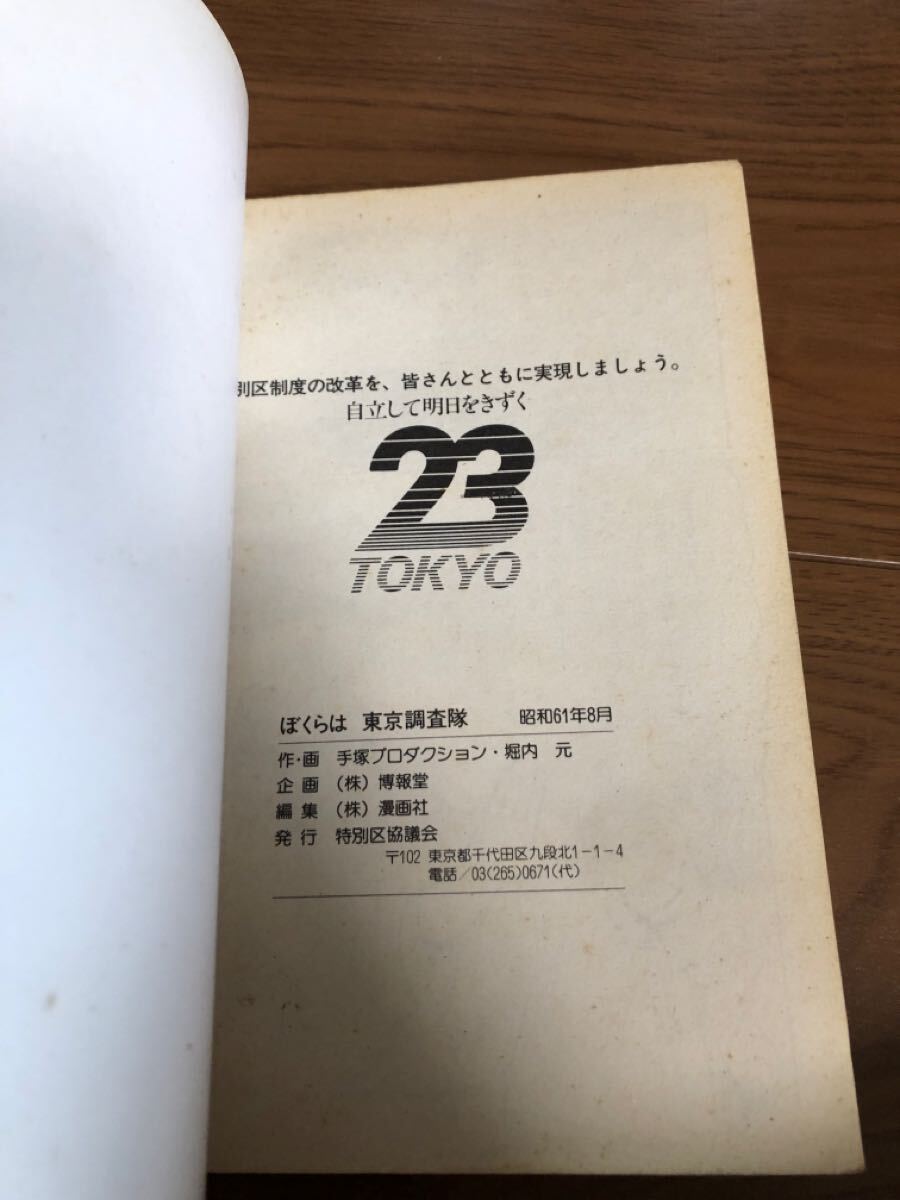 別区制度の改革を、皆さんとともに実現しましょう。
自立して明日をきずく
23
TOKYO
ぼくらは 東京調査隊 昭和61年8月
作・画 手塚プロダクション・堀内 元
企画 (株) 博報堂
編集 (株) 漫画社
発行 特別区協議会
〒102 東京都千代田区九段北1-1-4
電話/03(265)0671(代)